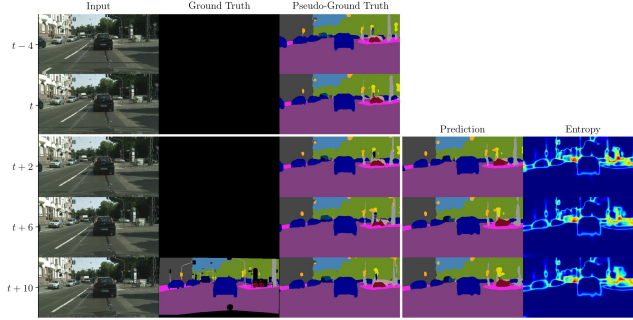 Input Ground Truth Pseudo-Ground Truth
t − 4
t
Prediction Entropy
t + 2
t + 6
t + 10